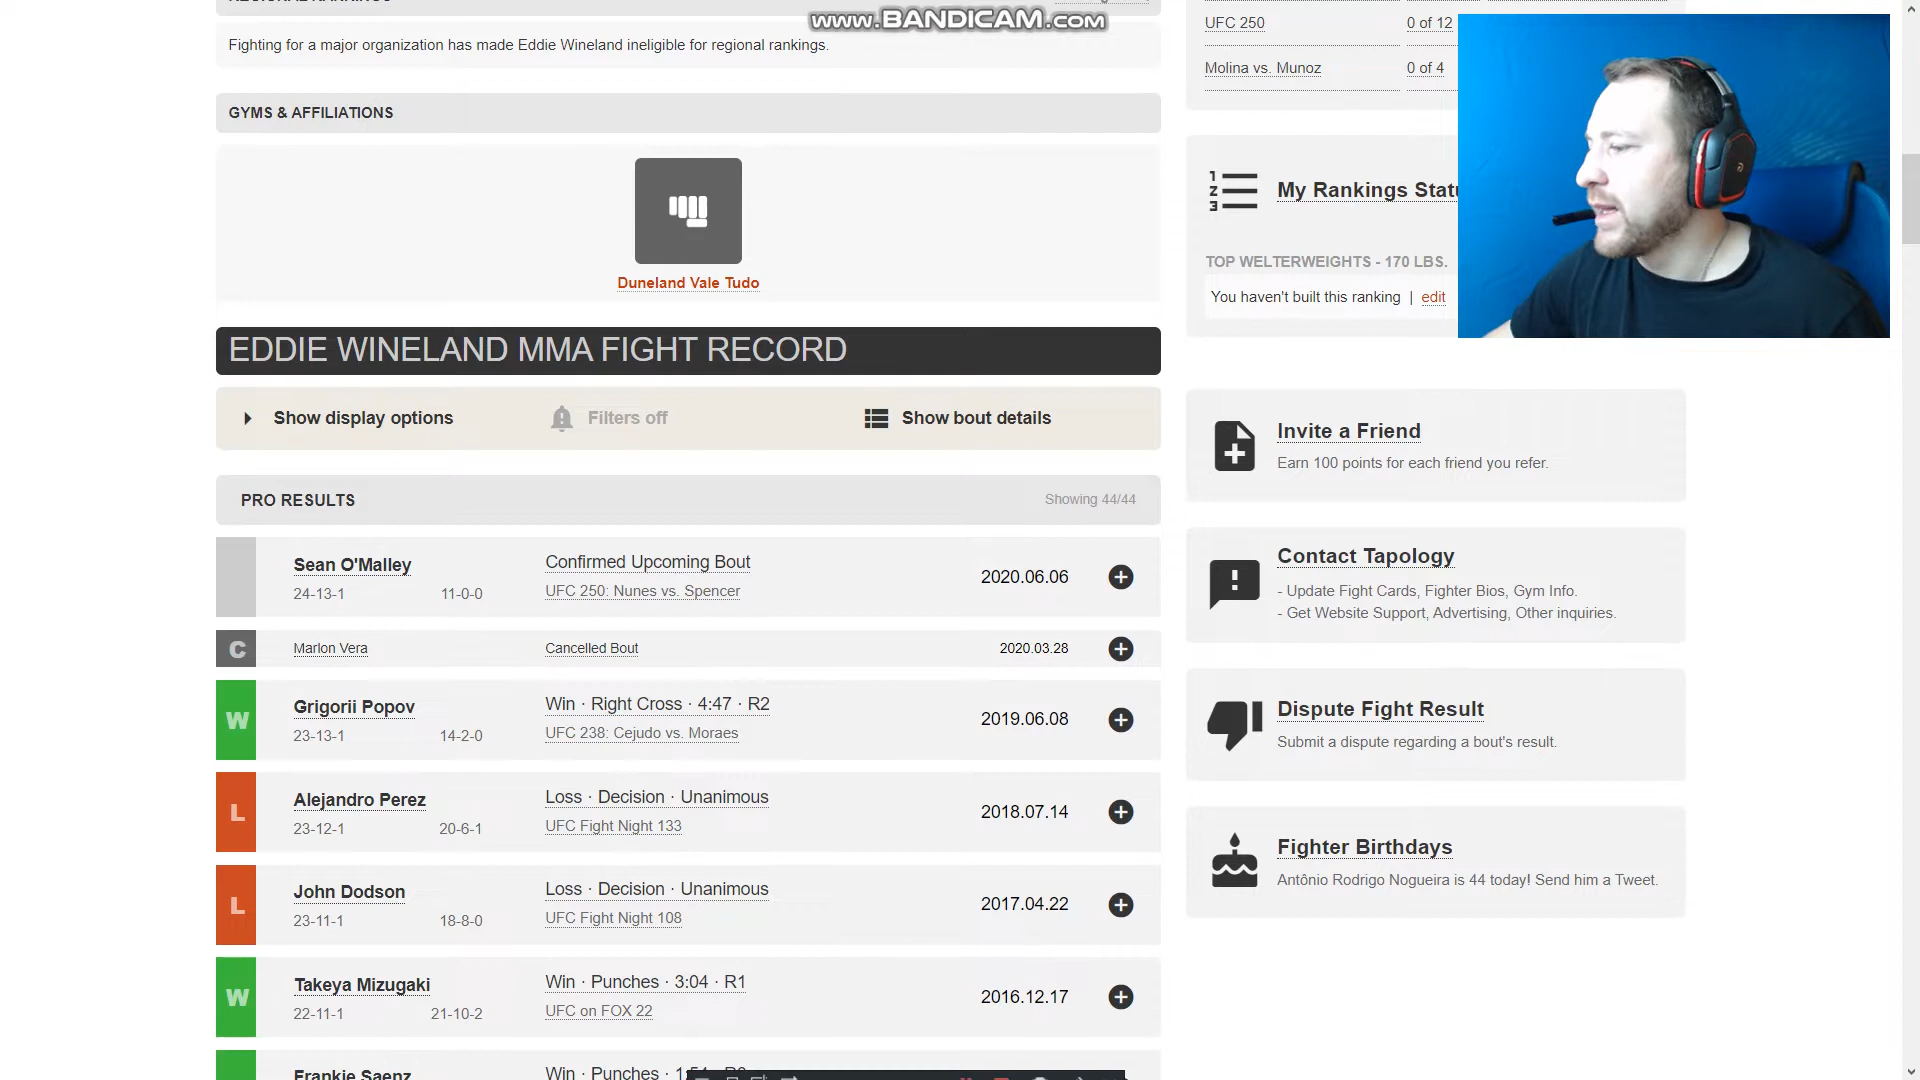 www.BANDICAM.com
Fighting for a major organization has made Eddie Wineland ineligible for regional rankings.
GYMS & AFFILIATIONS
Duneland Vale Tudo
EDDIE WINELAND MMA FIGHT RECORD
Show display options Filters off Show bout details
PRO RESULTS Showing 44/44
Sean O'Malley Confirmed Upcoming Bout
24-13-1 11-0-0 UFC 250: Nunes vs. Spencer 2020.06.06
C Marlon Vera Cancelled Bout 2020.03.28
W Grigorii Popov Win · Right Cross · 4:47 · R2
23-13-1 14-2-0 UFC 238: Cejudo vs. Moraes 2019.06.08
L Alejandro Perez Loss · Decision · Unanimous
23-12-1 20-6-1 UFC Fight Night 133 2018.07.14
L John Dodson Loss · Decision · Unanimous
23-11-1 18-8-0 UFC Fight Night 108 2017.04.22
W Takeya Mizugaki Win · Punches · 3:04 · R1
22-11-1 21-10-2 UFC on FOX 22 2016.12.17
Frankie Saenz Win · Punches
UFC 250 0 of 12
Molina vs. Munoz 0 of 4
1
2
3
My Rankings
TOP WELTERWEIGHTS - 170 LBS.
You haven't built this ranking | edit
Invite a Friend
Earn 100 points for each friend you refer.
Contact Tapology
- Update Fight Cards, Fighter Bios, Gym Info.
- Get Website Support, Advertising, Other inquiries.
Dispute Fight Result
Submit a dispute regarding a bout's result.
Fighter Birthdays
Antônio Rodrigo Nogueira is 44 today! Send him a Tweet.